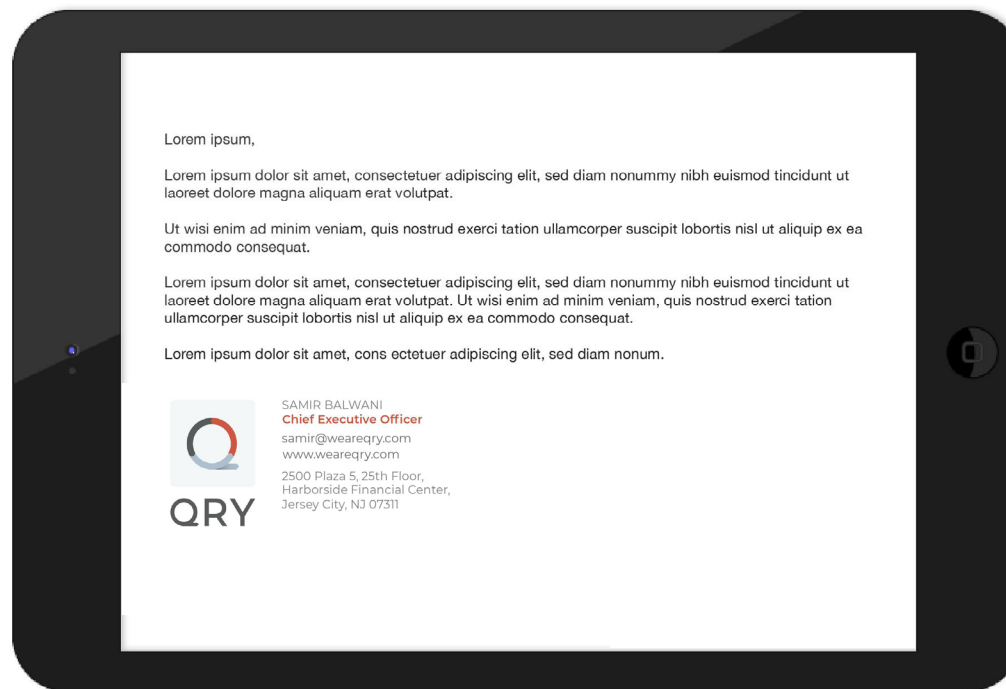 Lorem ipsum,
Lorem ipsum dolor sit amet, consectetuer adipiscing elit, sed diam nonummy nibh euismod tincidunt ut
laoreet dolore magna aliquam erat volutpat.
Ut wisi enim ad minim veniam, quis nostrud exerci tation ullamcorper suscipit lobortis nisl ut aliquip ex ea
commodo consequat.
Lorem ipsum dolor sit amet, consectetuer adipiscing elit, sed diam nonummy nibh euismod tincidunt ut
laoreet dolore magna aliquam erat volutpat. Ut wisi enim ad minim veniam, quis nostrud exerci tation
ullamcorper suscipit lobortis nisl ut aliquip ex ea commodo consequat.
Lorem ipsum dolor sit amet, cons ectetuer adipiscing elit, sed diam nonum.
QRY
SAMIR BALWANI
Chief Executive Officer
samir@weareqry.com
www.weareqry.com
2500 Plaza 5, 25th Floor,
Harborside Financial Center,
Jersey City, NJ 07311